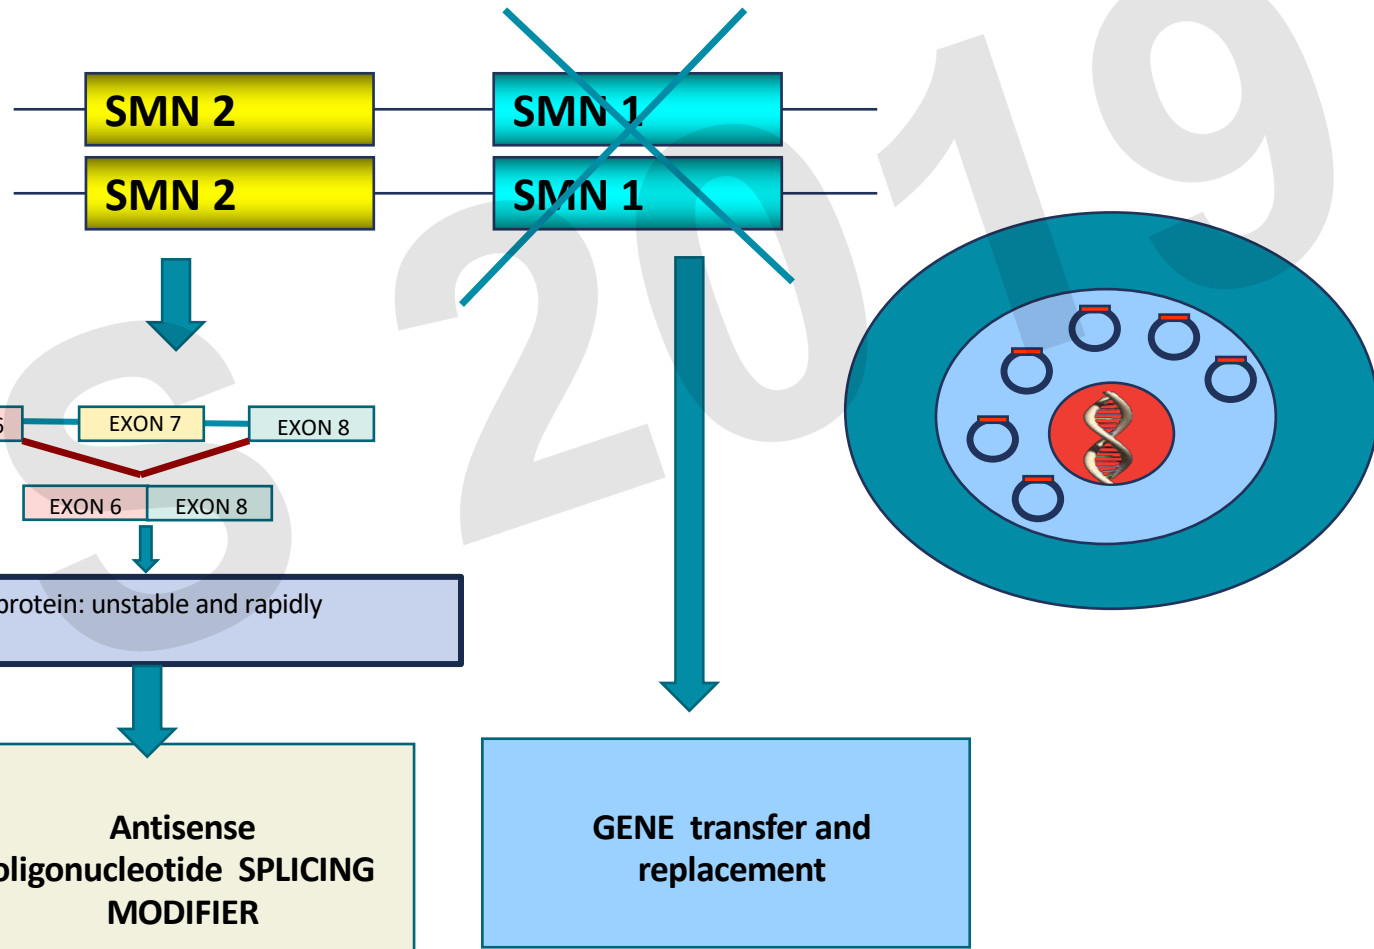 SMN 2
SMN 1
SMN 2
SMN 1
S 2019
6
EXON 7
EXON 8
EXON 6
EXON 8
protein: unstable and rapidly
Antisense
oligonucleotide SPLICING
MODIFIER
GENE transfer and
replacement